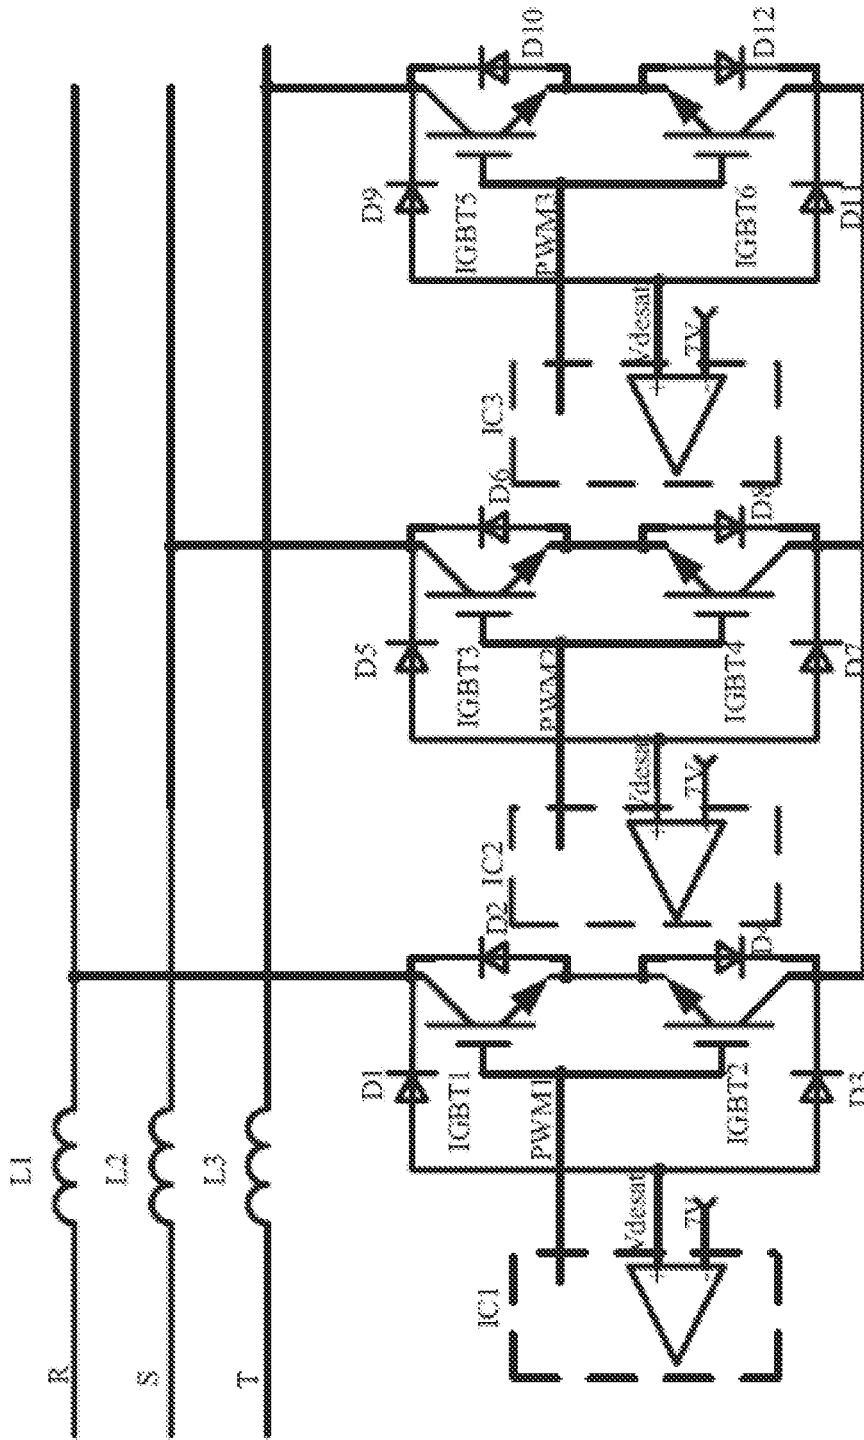 L1
L2
L3
R
S
T
D1
D2
D3
D4
IGBT1
IGBT2
PWM1
Vdesat
7V
+
-
IC1
D5
D6
D7
D8
IGBT3
IGBT4
PWM2
Vdesat
7V
+
-
IC2
D9
D10
D11
D12
IGBT5
IGBT6
PWM3
Vdesat
7V
+
-
IC3